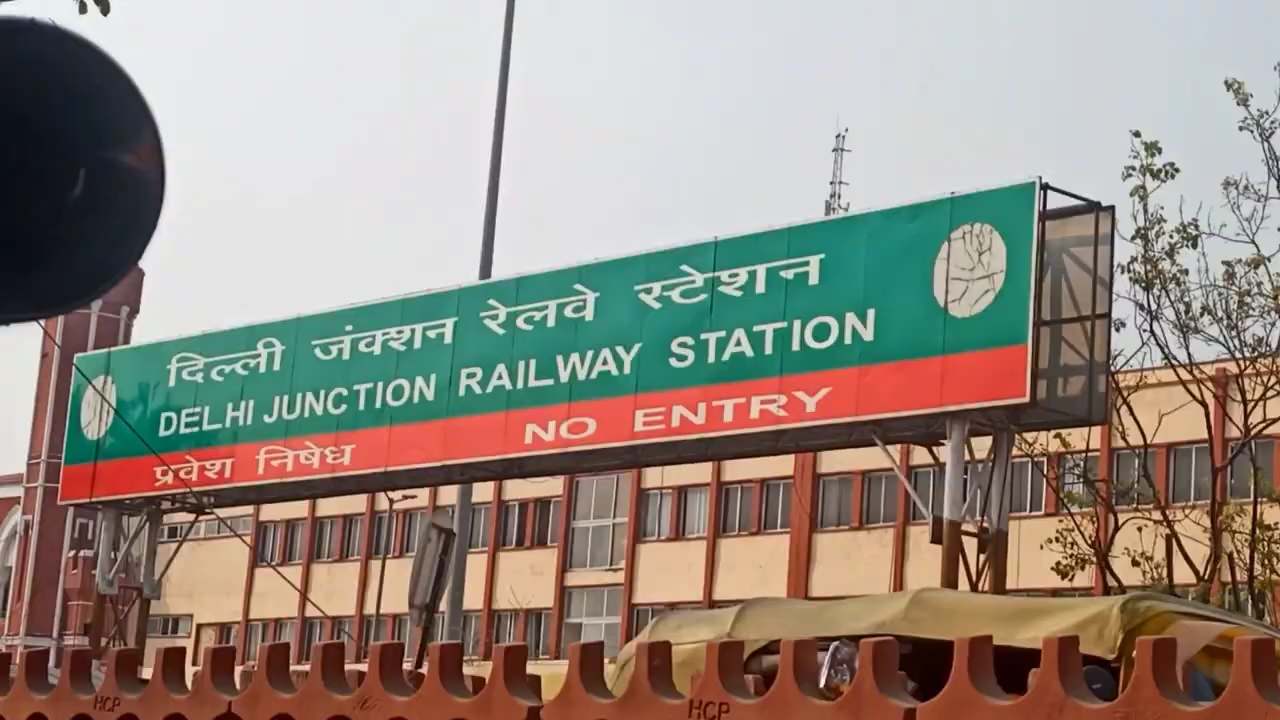 दिल्ली जंक्शन रेलवे स्टेशन
DELHI JUNCTION RAILWAY STATION
प्रवेश निषेध NO ENTRY
HCP
HCP